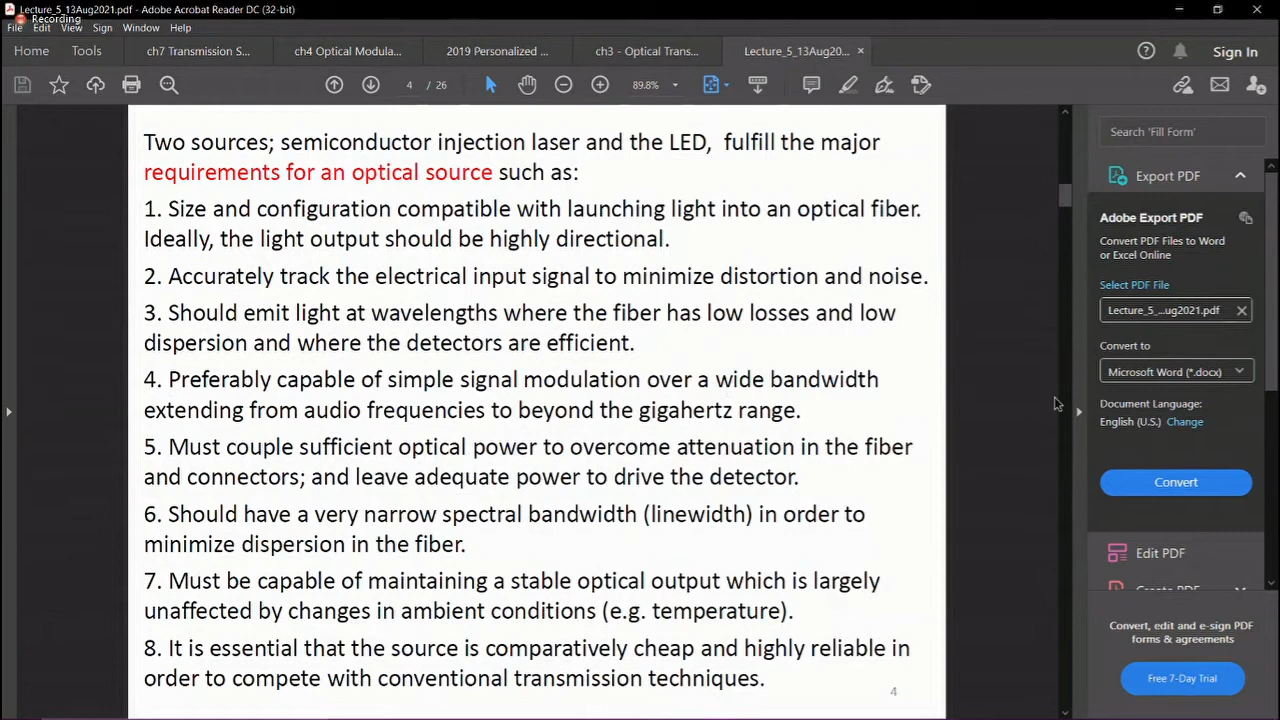 Lecture_5_13Aug2021.pdf - Adobe Acrobat Reader DC (32-bit)
Recording
File Edit View Sign Window Help
Home Tools ch7 Transmission S... ch4 Optical Modula... 2019 Personalized ... ch3 - Optical Trans... Lecture_5_13Aug20... × Sign In
4 / 26 89.8%
Two sources; semiconductor injection laser and the LED, fulfill the major
requirements for an optical source such as:
1. Size and configuration compatible with launching light into an optical fiber.
Ideally, the light output should be highly directional.
2. Accurately track the electrical input signal to minimize distortion and noise.
3. Should emit light at wavelengths where the fiber has low losses and low
dispersion and where the detectors are efficient.
4. Preferably capable of simple signal modulation over a wide bandwidth
extending from audio frequencies to beyond the gigahertz range.
5. Must couple sufficient optical power to overcome attenuation in the fiber
and connectors; and leave adequate power to drive the detector.
6. Should have a very narrow spectral bandwidth (linewidth) in order to
minimize dispersion in the fiber.
7. Must be capable of maintaining a stable optical output which is largely
unaffected by changes in ambient conditions (e.g. temperature).
8. It is essential that the source is comparatively cheap and highly reliable in
order to compete with conventional transmission techniques.
4
Search 'Fill Form'
Export PDF
Adobe Export PDF
Convert PDF Files to Word
or Excel Online
Select PDF File
Lecture_5_...ug2021.pdf
Convert to
Microsoft Word (*.docx)
Document Language:
English (U.S.) Change
Convert
Edit PDF
Create PDF
Convert, edit and e-sign PDF
forms & agreements
Free 7-Day Trial